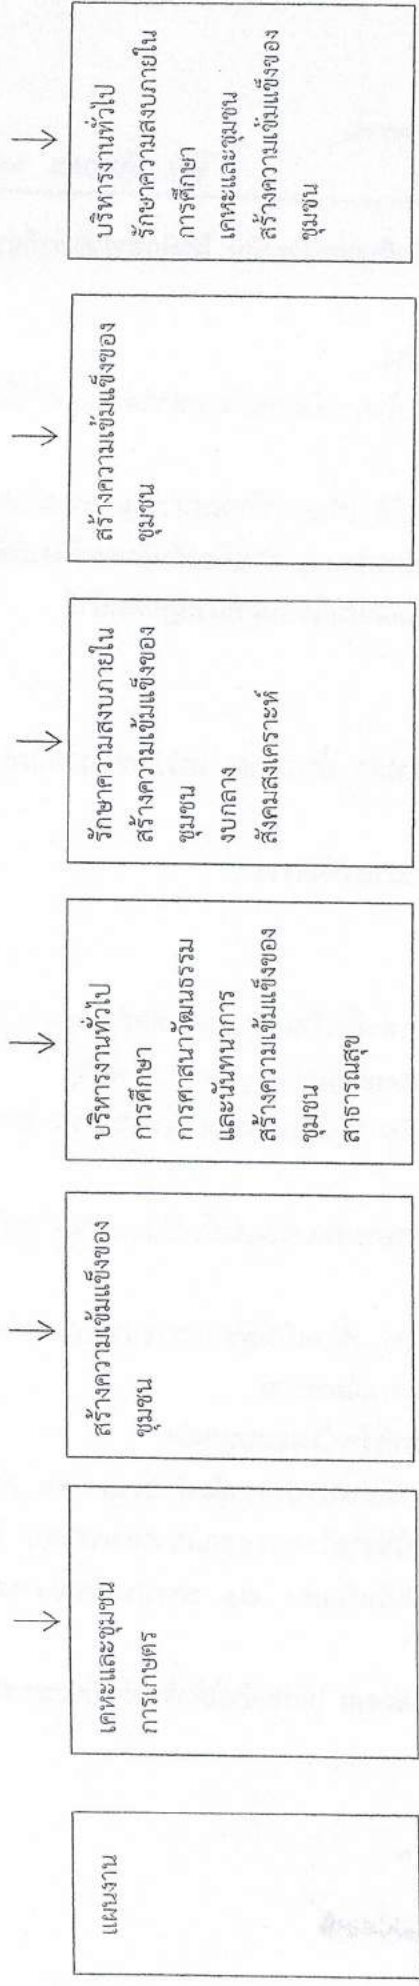 แผนงาน
เคหะและชุมชน
การเกษตร
สร้างความเข้มแข็งของ
ชุมชน
บริหารงานทั่วไป
การศึกษา
การศาสนาวัฒนธรรม
และนันทนาการ
สร้างความเข้มแข็งของ
ชุมชน
สาธารณสุข
รักษาความสงบภายใน
สร้างความเข้มแข็งของ
ชุมชน
งบกลาง
สังคมสงเคราะห์
สร้างความเข้มแข็งของ
ชุมชน
บริหารงานทั่วไป
รักษาความสงบภายใน
การศึกษา
เคหะและชุมชน
สร้างความเข้มแข็งของ
ชุมชน